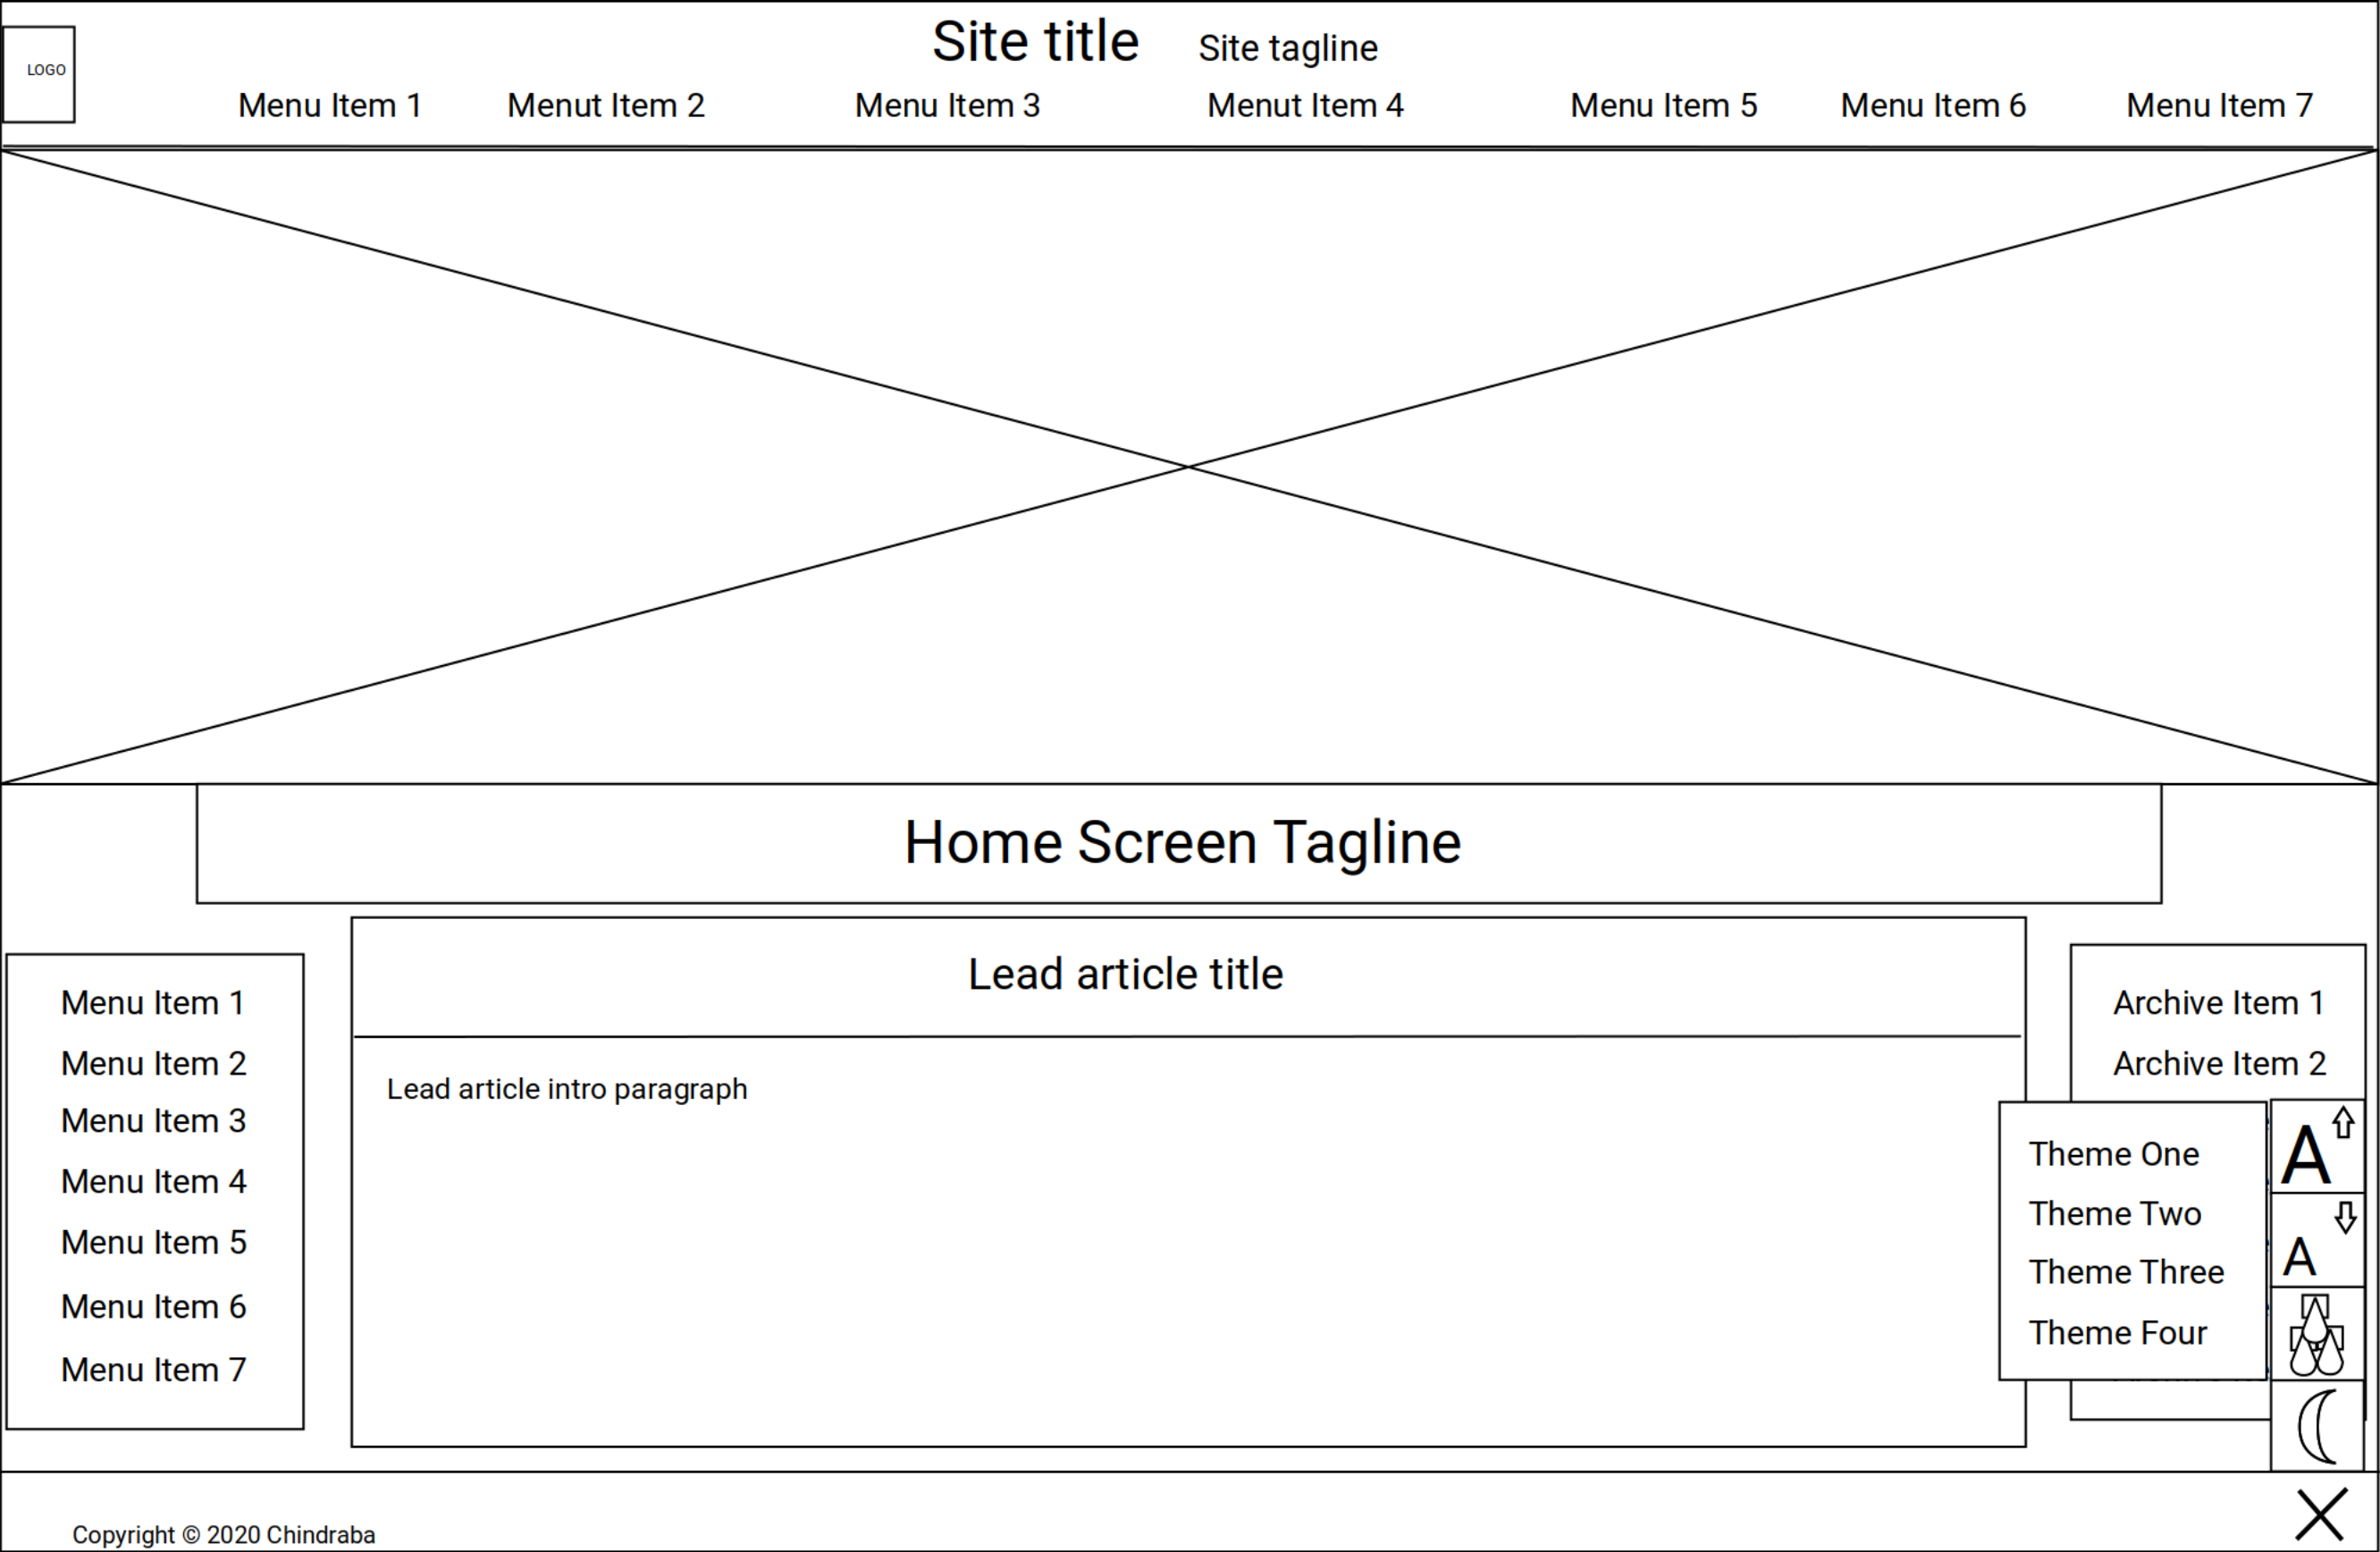 Site title Site tagline
LOGO
Menu Item 1 Menut Item 2 Menu Item 3 Menut Item 4 Menu Item 5 Menu Item 6 Menu Item 7
Home Screen Tagline
Lead article title
Lead article intro paragraph
Menu Item 1
Menu Item 2
Menu Item 3
Menu Item 4
Menu Item 5
Menu Item 6
Menu Item 7
Archive Item 1
Archive Item 2
Theme One
Theme Two
Theme Three
Theme Four
A
A
Copyright © 2020 Chindraba